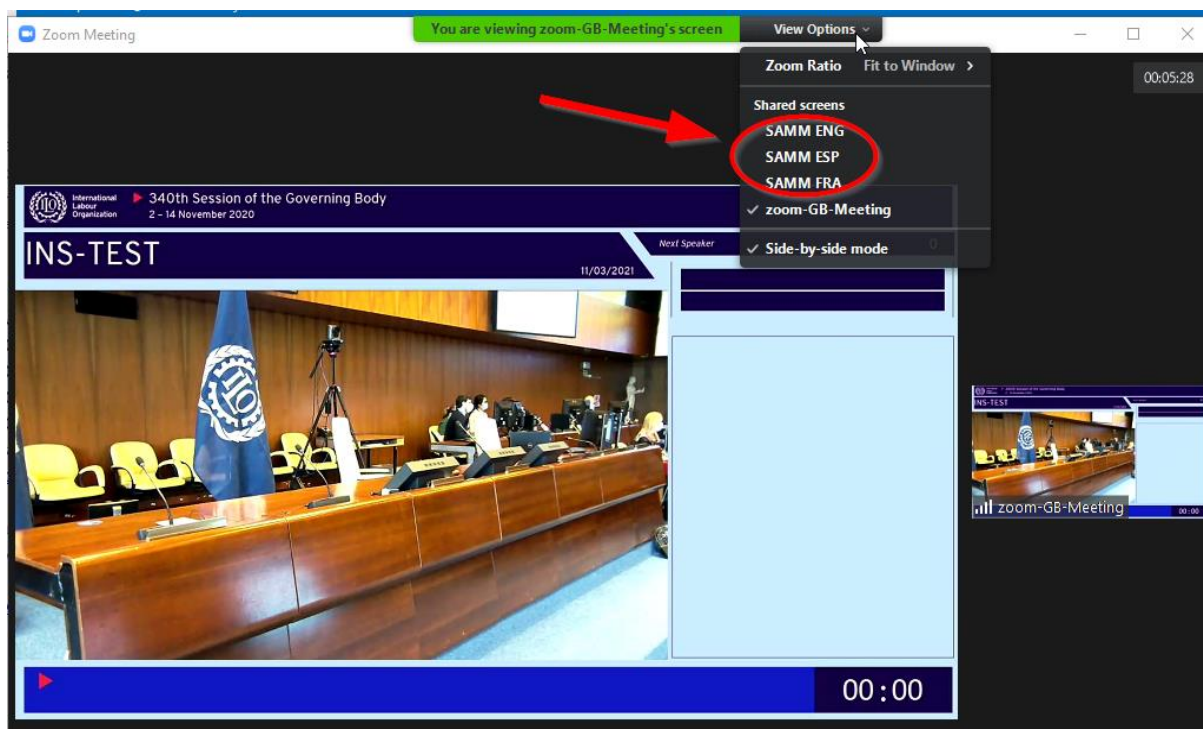 Zoom Meeting
You are viewing zoom-GB-Meeting's screen
View Options
Zoom Ratio Fit to Window
Shared screens
SAMM ENG
SAMM ESP
SAMM FRA
zoom-GB-Meeting
Side-by-side mode
00:05:28
International
Labour
Organization
340th Session of the Governing Body
2 – 14 November 2020
INS-TEST
11/03/2021
Next Speaker
0
00:00
INS-TEST
zoom-GB-Meeting
00:00